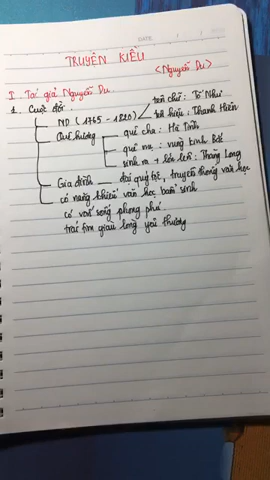 DATE
TRUYỆN KIỀU
<Nguyễn Du>
I. Tác giả Nguyễn Du.
1. Cuộc đời:
ND (1765 - 1820) tên chữ: Tố Như
tên hiệu: Thanh Hiên
Quê hương quê cha: Hà Tĩnh
quê mẹ: vùng kinh Bắc
sinh ra + lớn lên: Thăng Long
Gia đình đại quý tộc, truyền thống văn học
có năng khiếu văn học bẩm sinh
có vốn sống phong phú
trái tim giàu lòng yêu thương